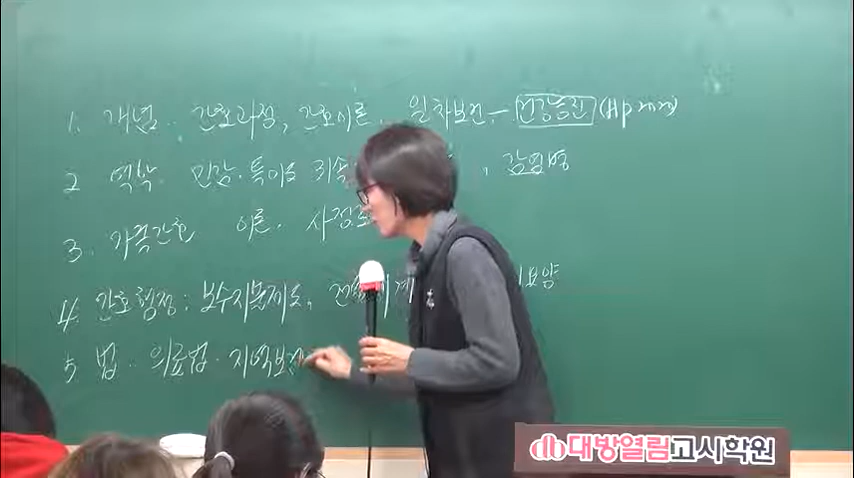 1. 개념. 간호과정, 간호이론. 일차보건 - 건강증진 (Hp
2 역학. 민감·특이도 , 감염병
3. 가족간호 이론. 사정도
4. 간호행정: 보수지불제도, 요양
5 법. 의료법. 지역보건
대방열림고시학원